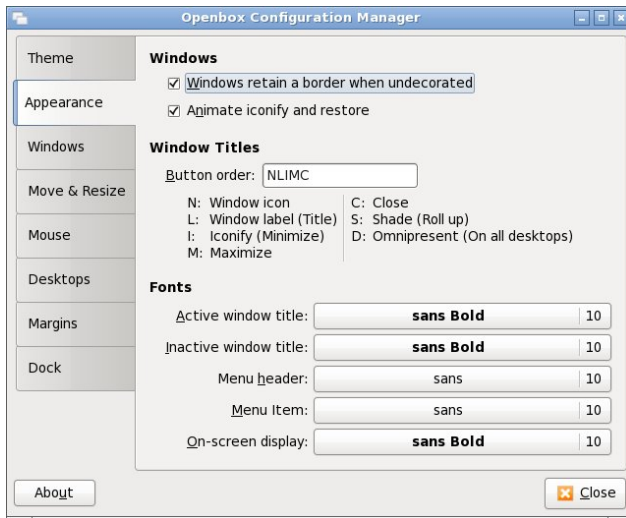 Openbox Configuration Manager
Theme
Appearance
Windows
Move & Resize
Mouse
Desktops
Margins
Dock
Windows
Windows retain a border when undecorated
Animate iconify and restore
Window Titles
Button order: NLIMC
N: Window icon
L: Window label (Title)
I: Iconify (Minimize)
M: Maximize
C: Close
S: Shade (Roll up)
D: Omnipresent (On all desktops)
Fonts
Active window title: sans Bold 10
Inactive window title: sans Bold 10
Menu header: sans 10
Menu Item: sans 10
On-screen display: sans Bold 10
About
Close